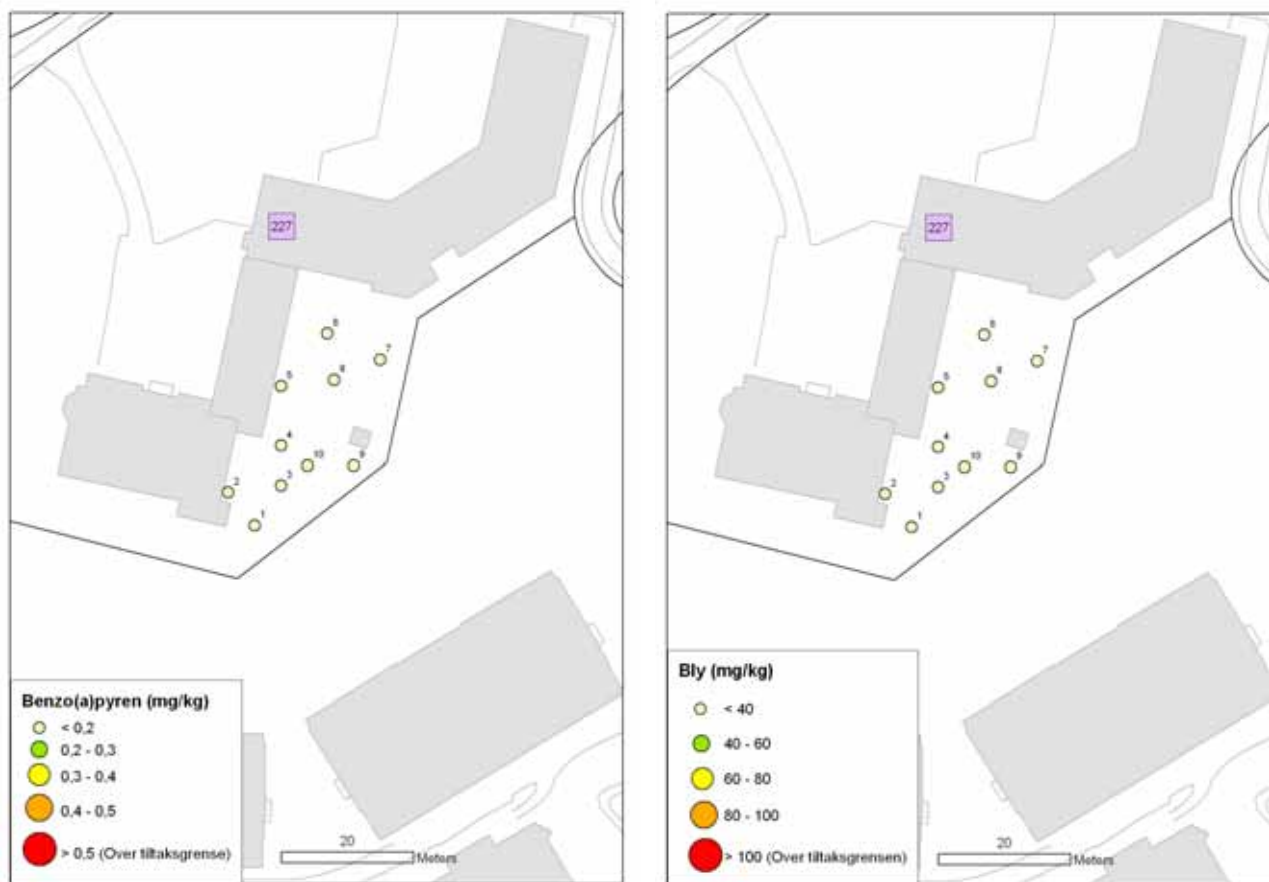 227
6
7
5
8
4
10
9
3
2
1
Benzo(a)pyren (mg/kg)
< 0,2
0,2 - 0,3
0,3 - 0,4
0,4 - 0,5
> 0,5 (Over tiltaksgrense)
20
Meters
227
6
7
5
8
4
10
9
3
2
1
Bly (mg/kg)
< 40
40 - 60
60 - 80
80 - 100
> 100 (Over tiltaksgrensen)
20
Meters